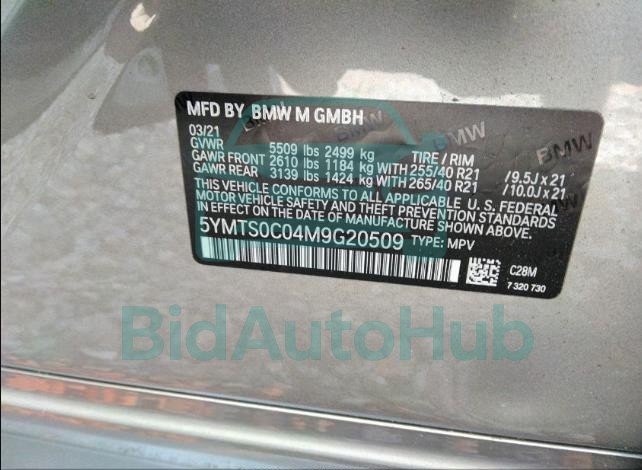 MFD BY BMW M GMBH
03/21
GVWR 5509 lbs 2499 kg TIRE / RIM
GAWR FRONT 2610 lbs 1184 kg WITH 255/40 R21 /9.5J x 21
GAWR REAR 3139 lbs 1424 kg WITH 265/40 R21 /10.0J x 21
THIS VEHICLE CONFORMS TO ALL APPLICABLE U. S. FEDERAL
MOTOR VEHICLE SAFETY AND THEFT PREVENTION STANDARDS
IN EFFECT ON THE DATE OF MANUFACTURE SHOWN ABOVE.
5YMTS0C04M9G20509 TYPE: MPV
C28M
7 320 730
BMW
BMW
BMW
BidAutoHub